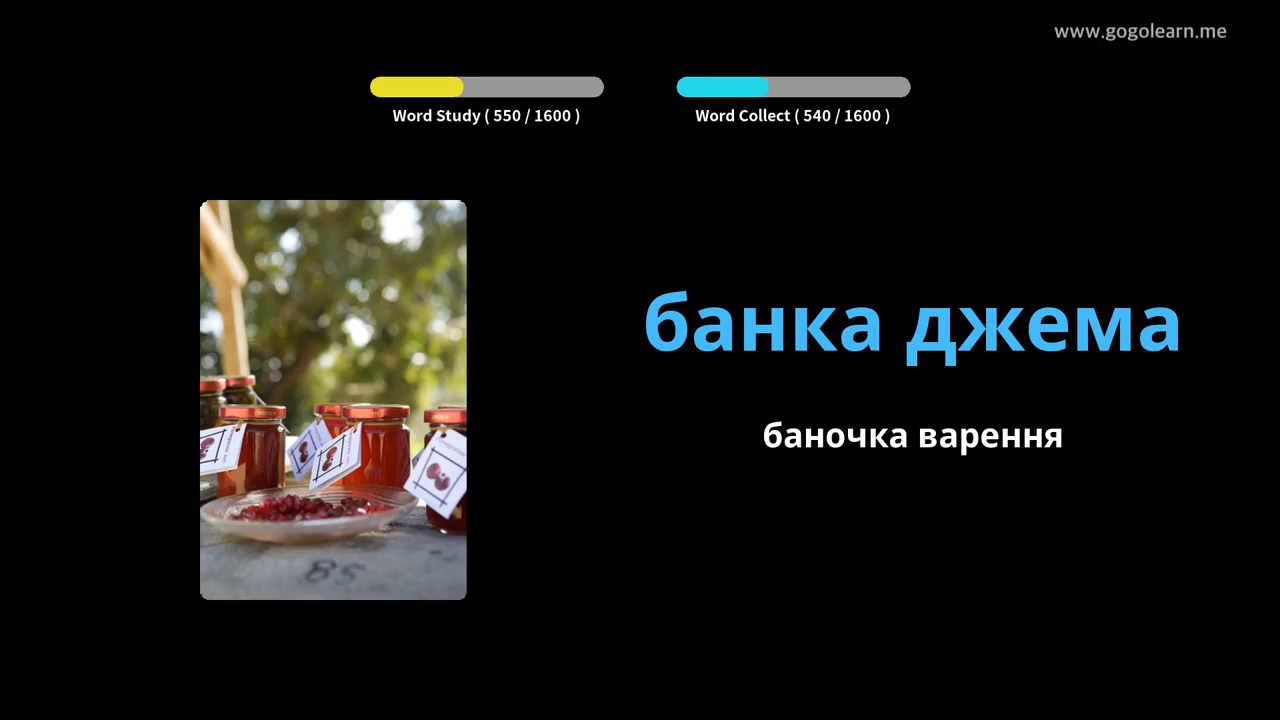 www.gogolearn.me
Word Study ( 550 / 1600 )
Word Collect ( 540 / 1600 )
банка джема
баночка варення
85